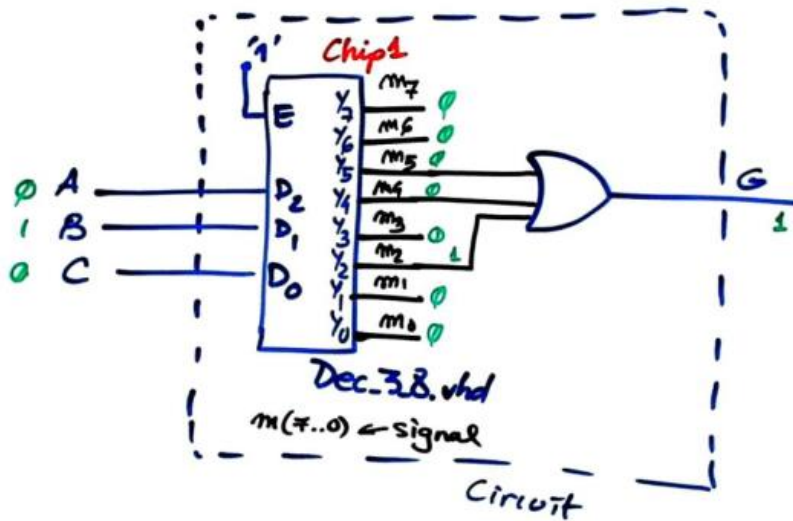 '1'
Chip1
E
Y7 m7 0
Y6 m6 0
Y5 m5 0
Y4 m4 0
Y3 m3 0
Y2 m2 1
Y1 m1 0
Y0 m0 0
0 A D2
1 B D1
0 C D0
G
1
Dec_38.vhd
m(7..0) ← signal
Circuit